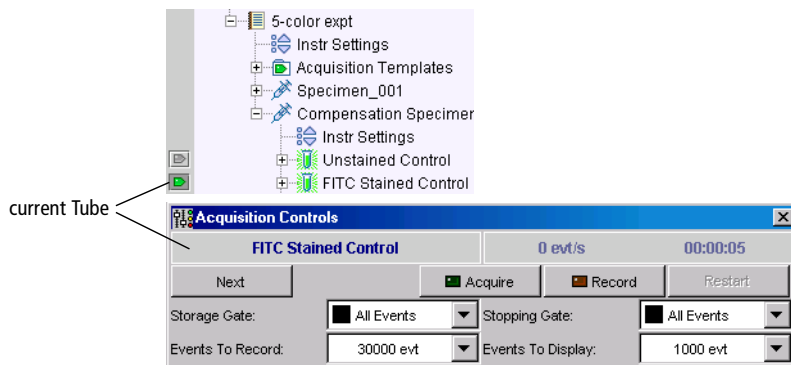 5-color expt
Instr Settings
Acquisition Templates
Specimen_001
Compensation Specimen
Instr Settings
Unstained Control
FITC Stained Control
current Tube
Acquisition Controls
FITC Stained Control 0 evt/s 00:00:05
Next Acquire Record Restart
Storage Gate: All Events Stopping Gate: All Events
Events To Record: 30000 evt Events To Display: 1000 evt